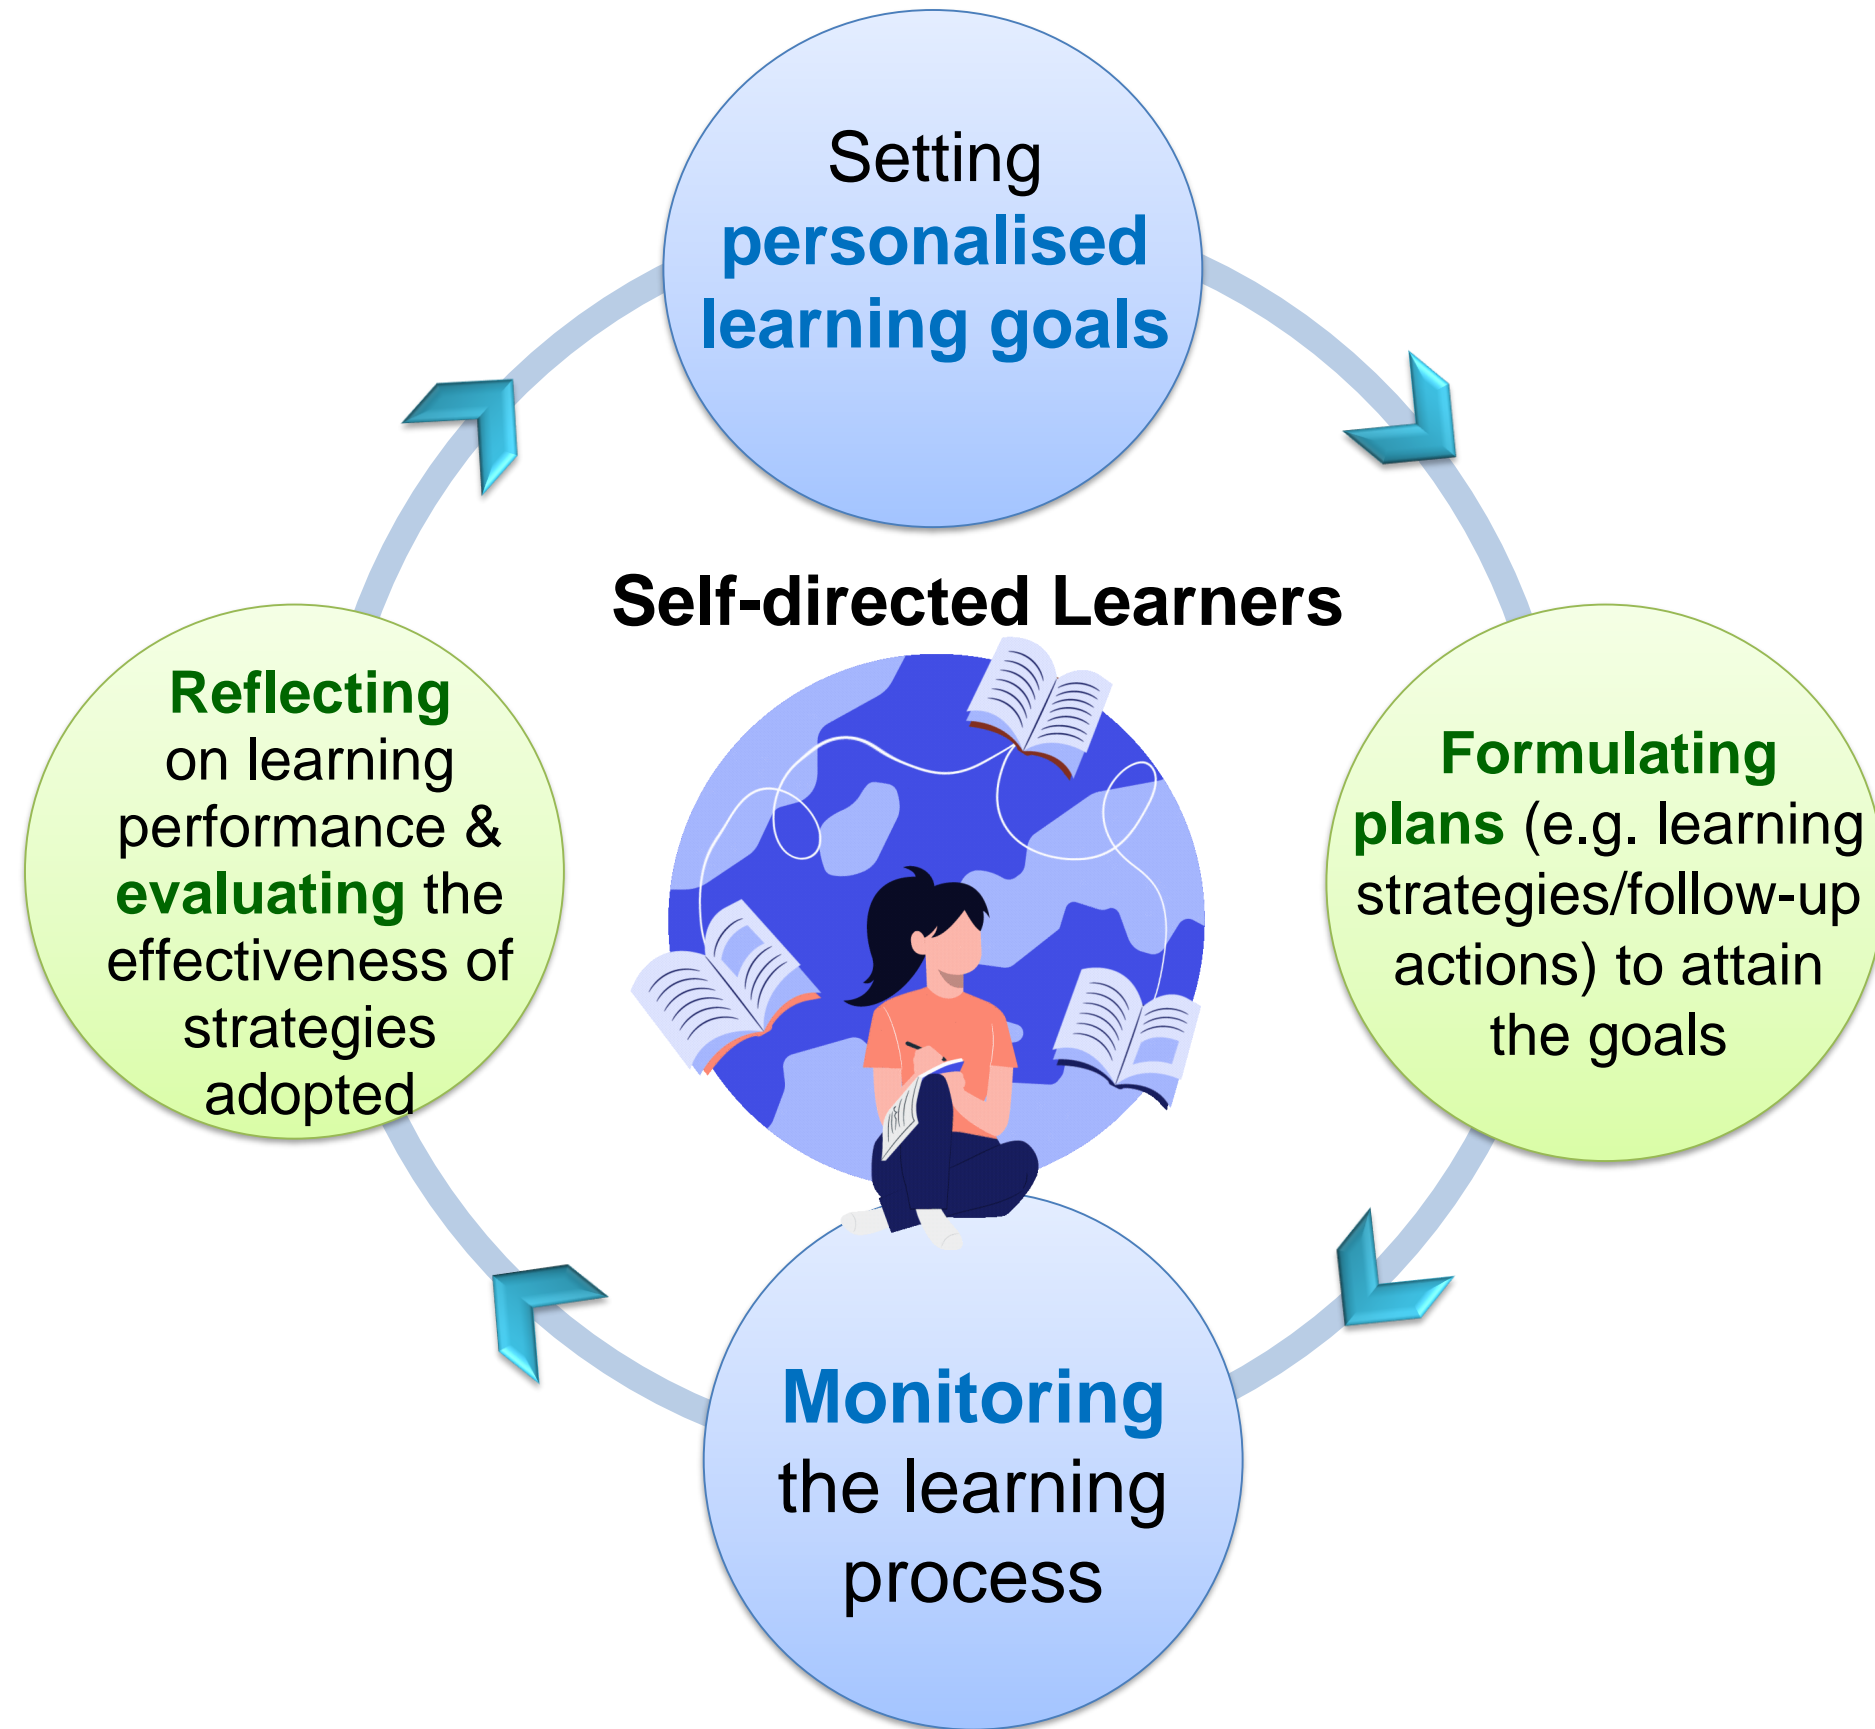 Setting
personalised
learning goals
Self-directed Learners
Reflecting
on learning
performance &
evaluating the
effectiveness of
strategies
adopted
Formulating
plans (e.g. learning
strategies/follow-up
actions) to attain
the goals
Monitoring
the learning
process